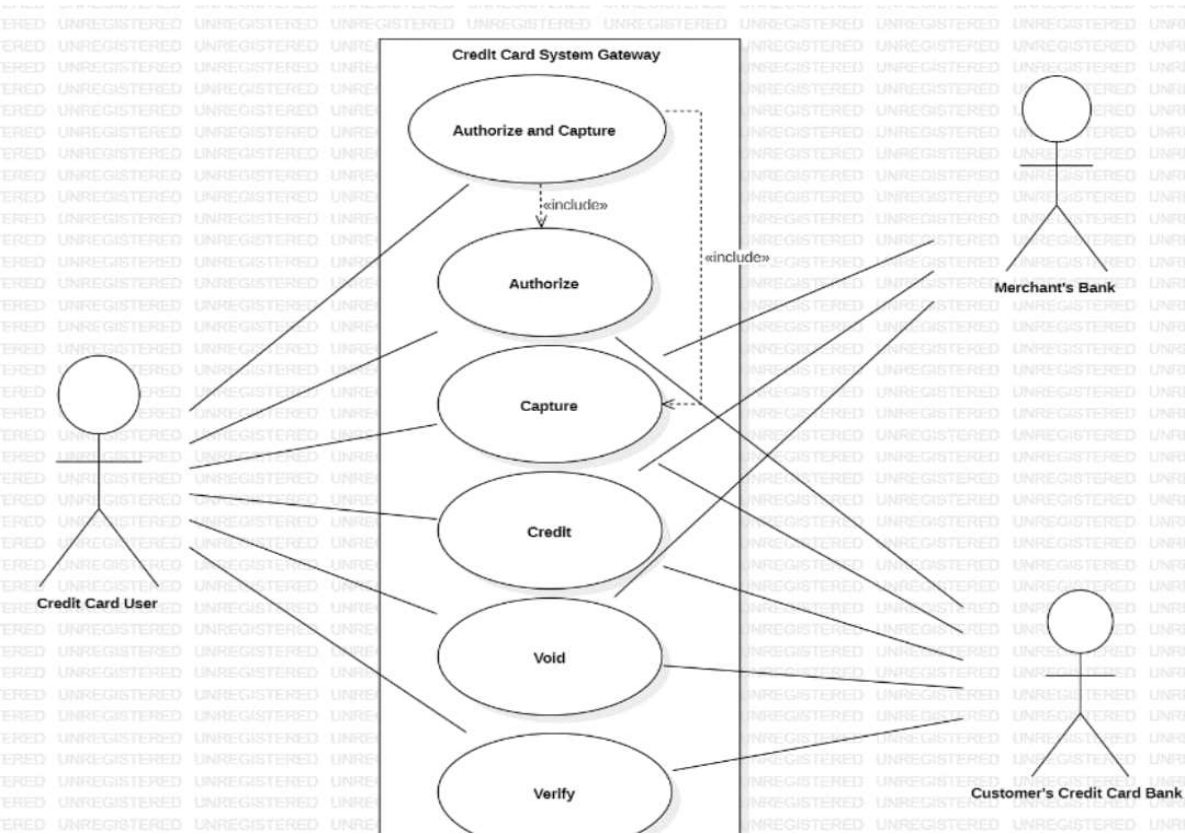 Credit Card System Gateway
Authorize and Capture
«include»
Authorize
«include»
Merchant's Bank
Capture
Credit
Credit Card User
Void
Verify
Customer's Credit Card Bank
UNREGISTERED